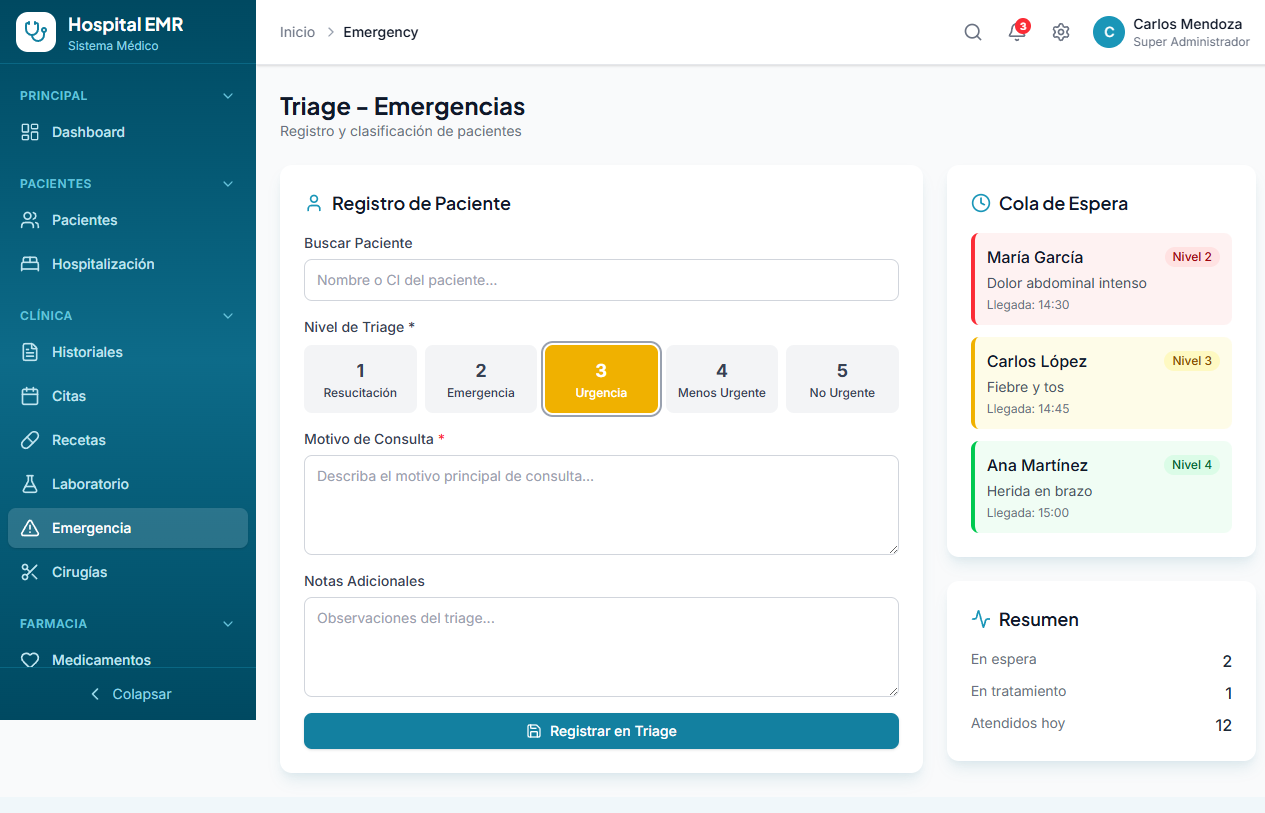 Hospital EMR
Sistema Médico
PRINCIPAL
Dashboard
PACIENTES
Pacientes
Hospitalización
CLÍNICA
Historiales
Citas
Recetas
Laboratorio
Emergencia
Cirugías
FARMACIA
Medicamentos
Colapsar
Inicio > Emergency
3
C
Carlos Mendoza
Super Administrador
Triage – Emergencias
Registro y clasificación de pacientes
Registro de Paciente
Buscar Paciente
Nombre o CI del paciente...
Nivel de Triage *
1
Resucitación
2
Emergencia
3
Urgencia
4
Menos Urgente
5
No Urgente
Motivo de Consulta *
Describa el motivo principal de consulta...
Notas Adicionales
Observaciones del triage...
Registrar en Triage
Cola de Espera
María García Nivel 2
Dolor abdominal intenso
Llegada: 14:30
Carlos López Nivel 3
Fiebre y tos
Llegada: 14:45
Ana Martínez Nivel 4
Herida en brazo
Llegada: 15:00
Resumen
En espera 2
En tratamiento 1
Atendidos hoy 12